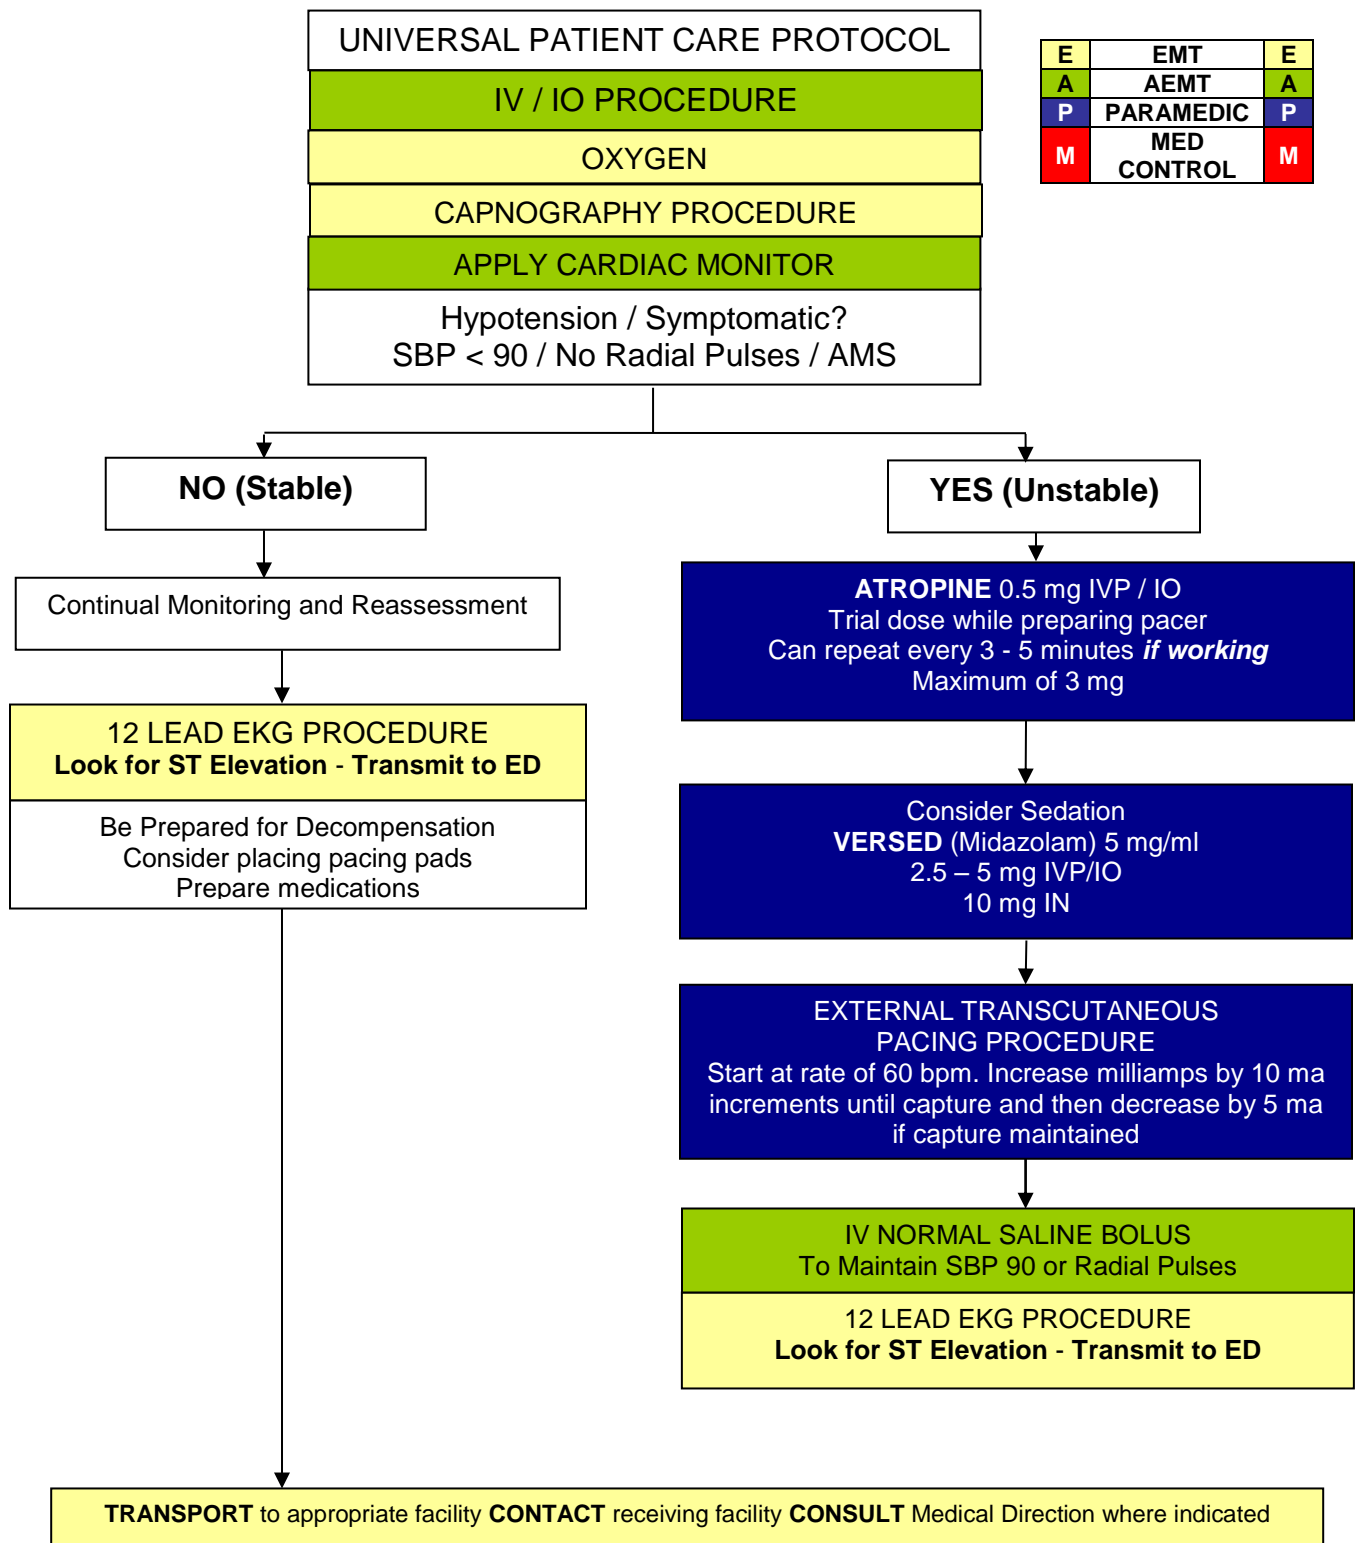 UNIVERSAL PATIENT CARE PROTOCOL
IV / IO PROCEDURE
OXYGEN
CAPNOGRAPHY PROCEDURE
APPLY CARDIAC MONITOR
Hypotension / Symptomatic?
SBP < 90 / No Radial Pulses / AMS
E EMT E
A AEMT A
P PARAMEDIC P
M MED CONTROL M
NO (Stable)
Continual Monitoring and Reassessment
12 LEAD EKG PROCEDURE
Look for ST Elevation - Transmit to ED
Be Prepared for Decompensation
Consider placing pacing pads
Prepare medications
YES (Unstable)
ATROPINE 0.5 mg IVP / IO
Trial dose while preparing pacer
Can repeat every 3 - 5 minutes if working
Maximum of 3 mg
Consider Sedation
VERSED (Midazolam) 5 mg/ml
2.5 – 5 mg IVP/IO
10 mg IN
EXTERNAL TRANSCUTANEOUS
PACING PROCEDURE
Start at rate of 60 bpm. Increase milliamps by 10 ma
increments until capture and then decrease by 5 ma
if capture maintained
IV NORMAL SALINE BOLUS
To Maintain SBP 90 or Radial Pulses
12 LEAD EKG PROCEDURE
Look for ST Elevation - Transmit to ED
TRANSPORT to appropriate facility CONTACT receiving facility CONSULT Medical Direction where indicated